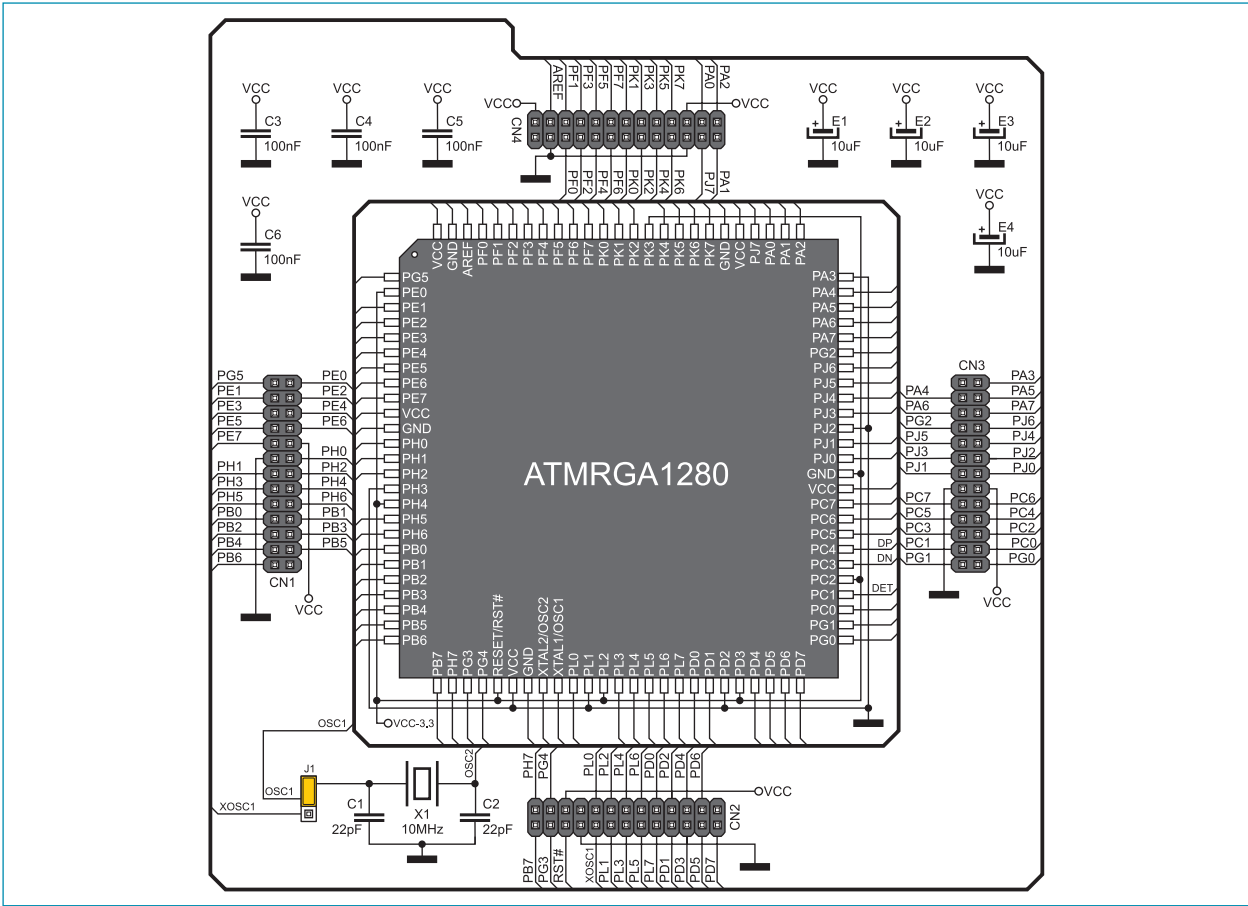 AREF PF1 PF3 PF5 PF7 PK1 PK3 PK5 PK7 PA0 PA2
VCC VCC VCC VCC VCC VCC VCC VCC
CN4
C3 100nF
C4 100nF
C5 100nF
E1 10uF
E2 10uF
E3 10uF
PF0 PF2 PF4 PF6 PK0 PK2 PK4 PK6 PJ7 PA1
VCC
C6
100nF
VCC
E4
10uF
VCC GND AREF PF0 PF1 PF2 PF3 PF4 PF5 PF6 PF7 PK0 PK1 PK2 PK3 PK4 PK5 PK6 PK7 GND VCC PJ7 PA0 PA1 PA2
PG5
PE0
PE1
PE2
PE3
PE4
PE5
PE6
PE7
VCC
GND
PH0
PH1
PH2
PH3
PH4
PH5
PH6
PB0
PB1
PB2
PB3
PB4
PB5
PB6
ATMRGA1280
PA3
PA4
PA5
PA6
PA7
PG2
PJ6
PJ5
PJ4
PJ3
PJ2
PJ1
PJ0
GND
VCC
PC7
PC6
PC5
PC4
PC3
PC2
PC1
PC0
PG1
PG0
DP
DN
DET
PG5 PE0
PE1 PE2
PE3 PE4
PE5 PE6
PE7
PH0
PH1 PH2
PH3 PH4
PH5 PH6
PB0 PB1
PB2 PB3
PB4 PB5
PB6
CN1
VCC
CN3
PA3
PA4 PA5
PA6 PA7
PG2 PJ6
PJ5 PJ4
PJ3 PJ2
PJ1 PJ0
PC7 PC6
PC5 PC4
PC3 PC2
PC1 PC0
PG1 PG0
VCC
PB7 PH7 PG3 PG4 RESET/RST# VCC GND XTAL2/OSC2 XTAL1/OSC1 PL0 PL1 PL2 PL3 PL4 PL5 PL6 PL7 PD0 PD1 PD2 PD3 PD4 PD5 PD6 PD7
VCC-3.3
OSC1
OSC2
J1
OSC1
XOSC1
C1
22pF
X1
10MHz
C2
22pF
PH7 PG4 PL0 PL2 PL4 PL6 PD0 PD2 PD4 PD6
VCC
CN2
PB7 PG3 RST# XOSC1 PL1 PL3 PL5 PL7 PD1 PD3 PD5 PD7